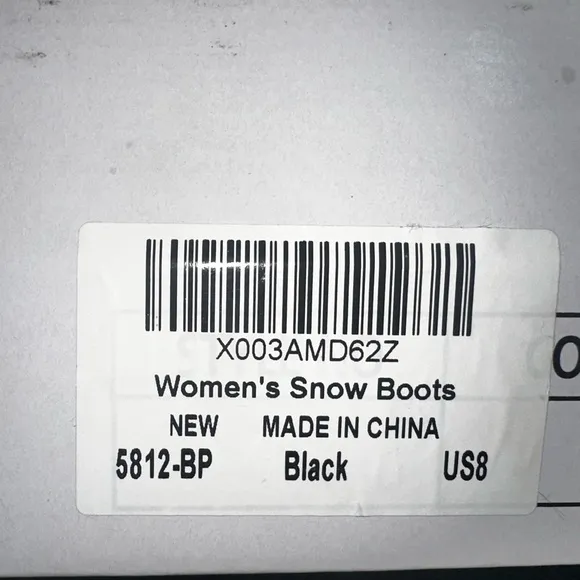 X003AMD62Z
Women's Snow Boots
NEW MADE IN CHINA
5812-BP Black US8